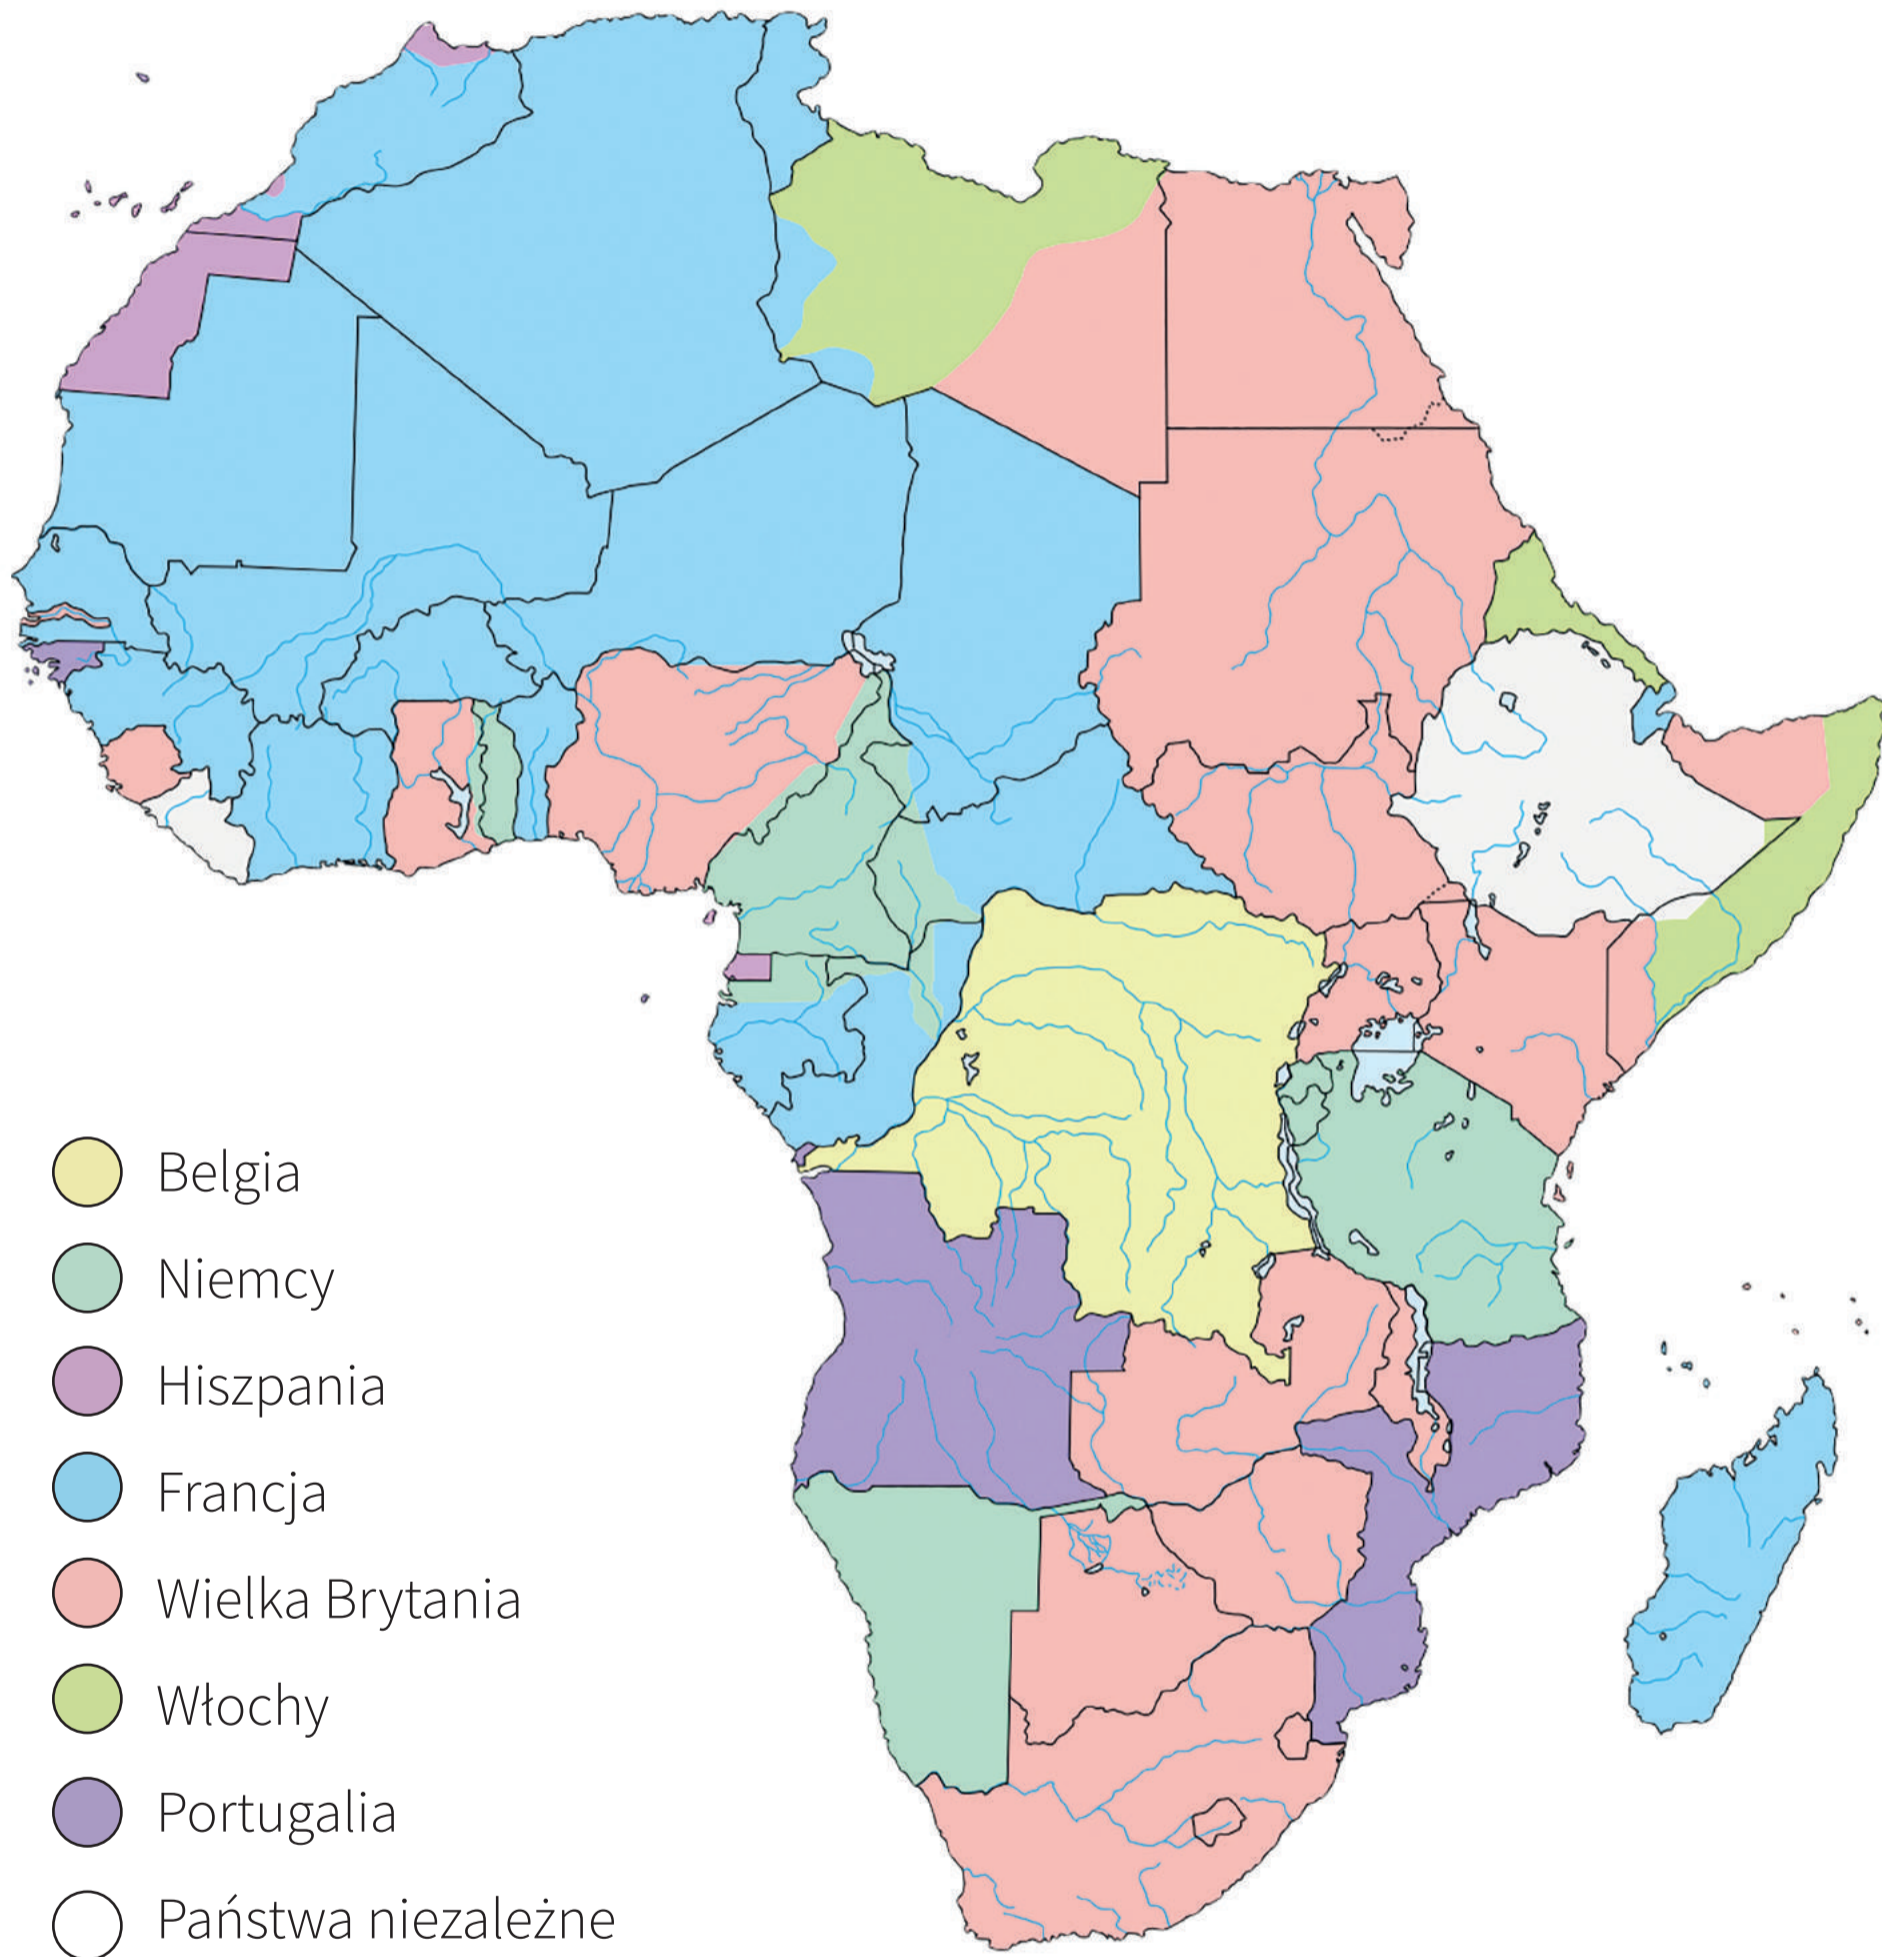 Belgia
Niemcy
Hiszpania
Francja
Wielka Brytania
Włochy
Portugalia
Państwa niezależne